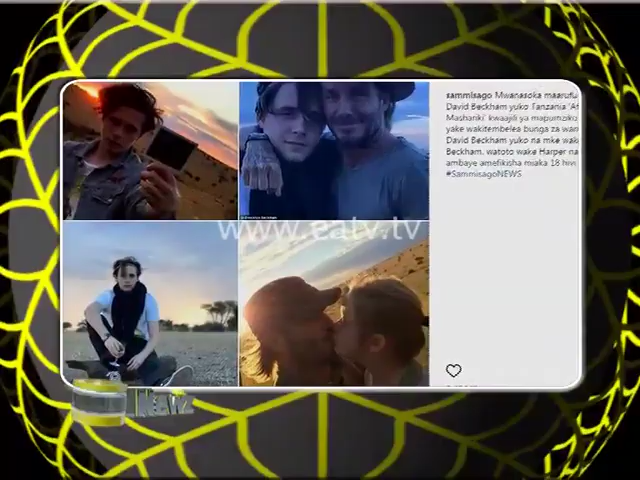 sammisago Mwanasoka maarufu
David Beckham yuko Tanzania 'Af
Mashariki' kwaajili ya mapumziko
yake wakitembelea bunga za wan
David Beckham yuko na mke wake
Beckham, watoto wake Harper na
ambaye amefikisha miaka 18 hivi
#SammisagoNEWS
www.eatv.tv